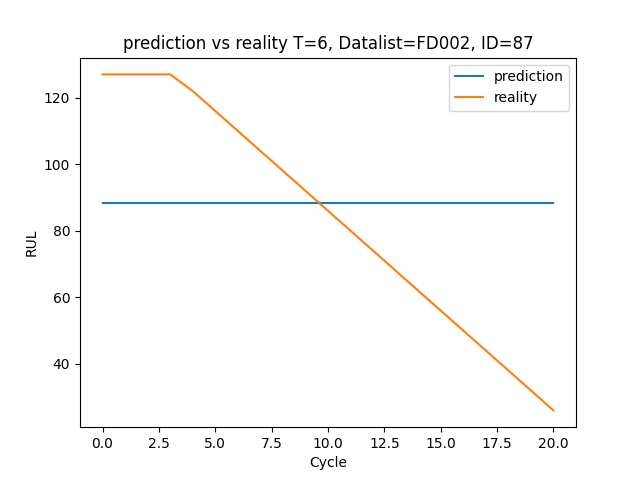 prediction vs reality T=6, Datalist=FD002, ID=87
prediction
reality
RUL
120
100
80
60
40
0.0 2.5 5.0 7.5 10.0 12.5 15.0 17.5 20.0
Cycle